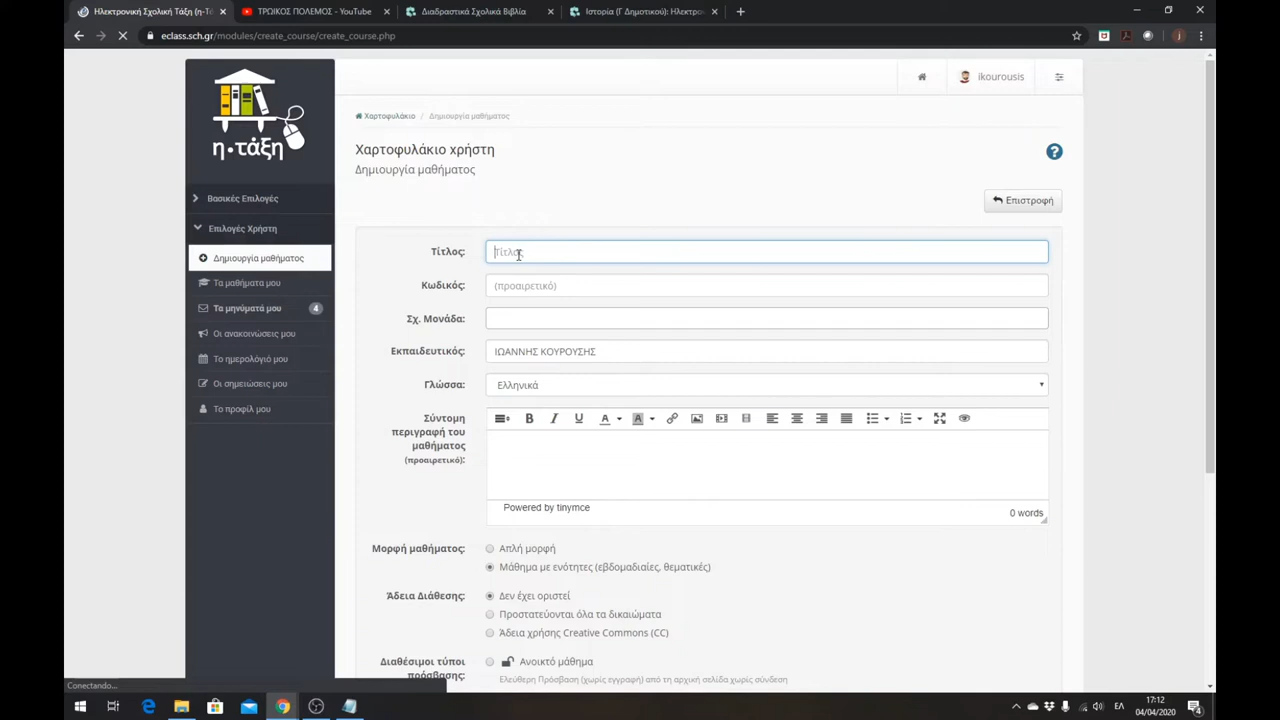 Ηλεκτρονική Σχολική Τάξη (η-Τά
ΤΡΩΙΚΟΣ ΠΟΛΕΜΟΣ - YouTube
Διαδραστικά Σχολικά Βιβλία
Ιστορία (Γ Δημοτικού): Ηλεκτρον
eclass.sch.gr/modules/create_course/create_course.php
η·τάξη
Βασικές Επιλογές
Επιλογές Χρήστη
Δημιουργία μαθήματος
Τα μαθήματα μου
Τα μηνύματά μου 4
Οι ανακοινώσεις μου
Το ημερολόγιό μου
Οι σημειώσεις μου
Το προφίλ μου
ikourousis
Χαρτοφυλάκιο / Δημιουργία μαθήματος
Χαρτοφυλάκιο χρήστη
Δημιουργία μαθήματος
Επιστροφή
Τίτλος: Τίτλος
Κωδικός: (προαιρετικό)
Σχ. Μονάδα:
Εκπαιδευτικός: ΙΩΑΝΝΗΣ ΚΟΥΡΟΥΣΗΣ
Γλώσσα: Ελληνικά
Σύντομη
περιγραφή του
μαθήματος
(προαιρετικό):
Powered by tinymce
0 words
Μορφή μαθήματος: Απλή μορφή
Μάθημα με ενότητες (εβδομαδιαίες, θεματικές)
Άδεια Διάθεσης: Δεν έχει οριστεί
Προστατεύονται όλα τα δικαιώματα
Άδεια χρήσης Creative Commons (CC)
Διαθέσιμοι τύποι
πρόσβασης:
Ανοικτό μάθημα
Ελεύθερη Πρόσβαση (χωρίς εγγραφή) από τη αρχική σελίδα χωρίς σύνδεση
Conectando...
ΕΛ
17:12
04/04/2020
4